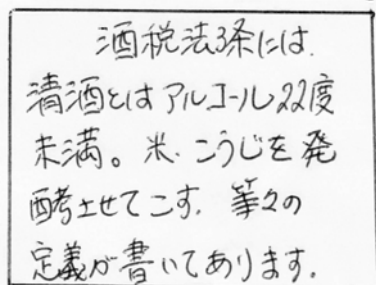 酒税法3条には、
清酒とはアルコール22度
未満。米、こうじを発
酵させてこす。等々の
定義が書いてあります。